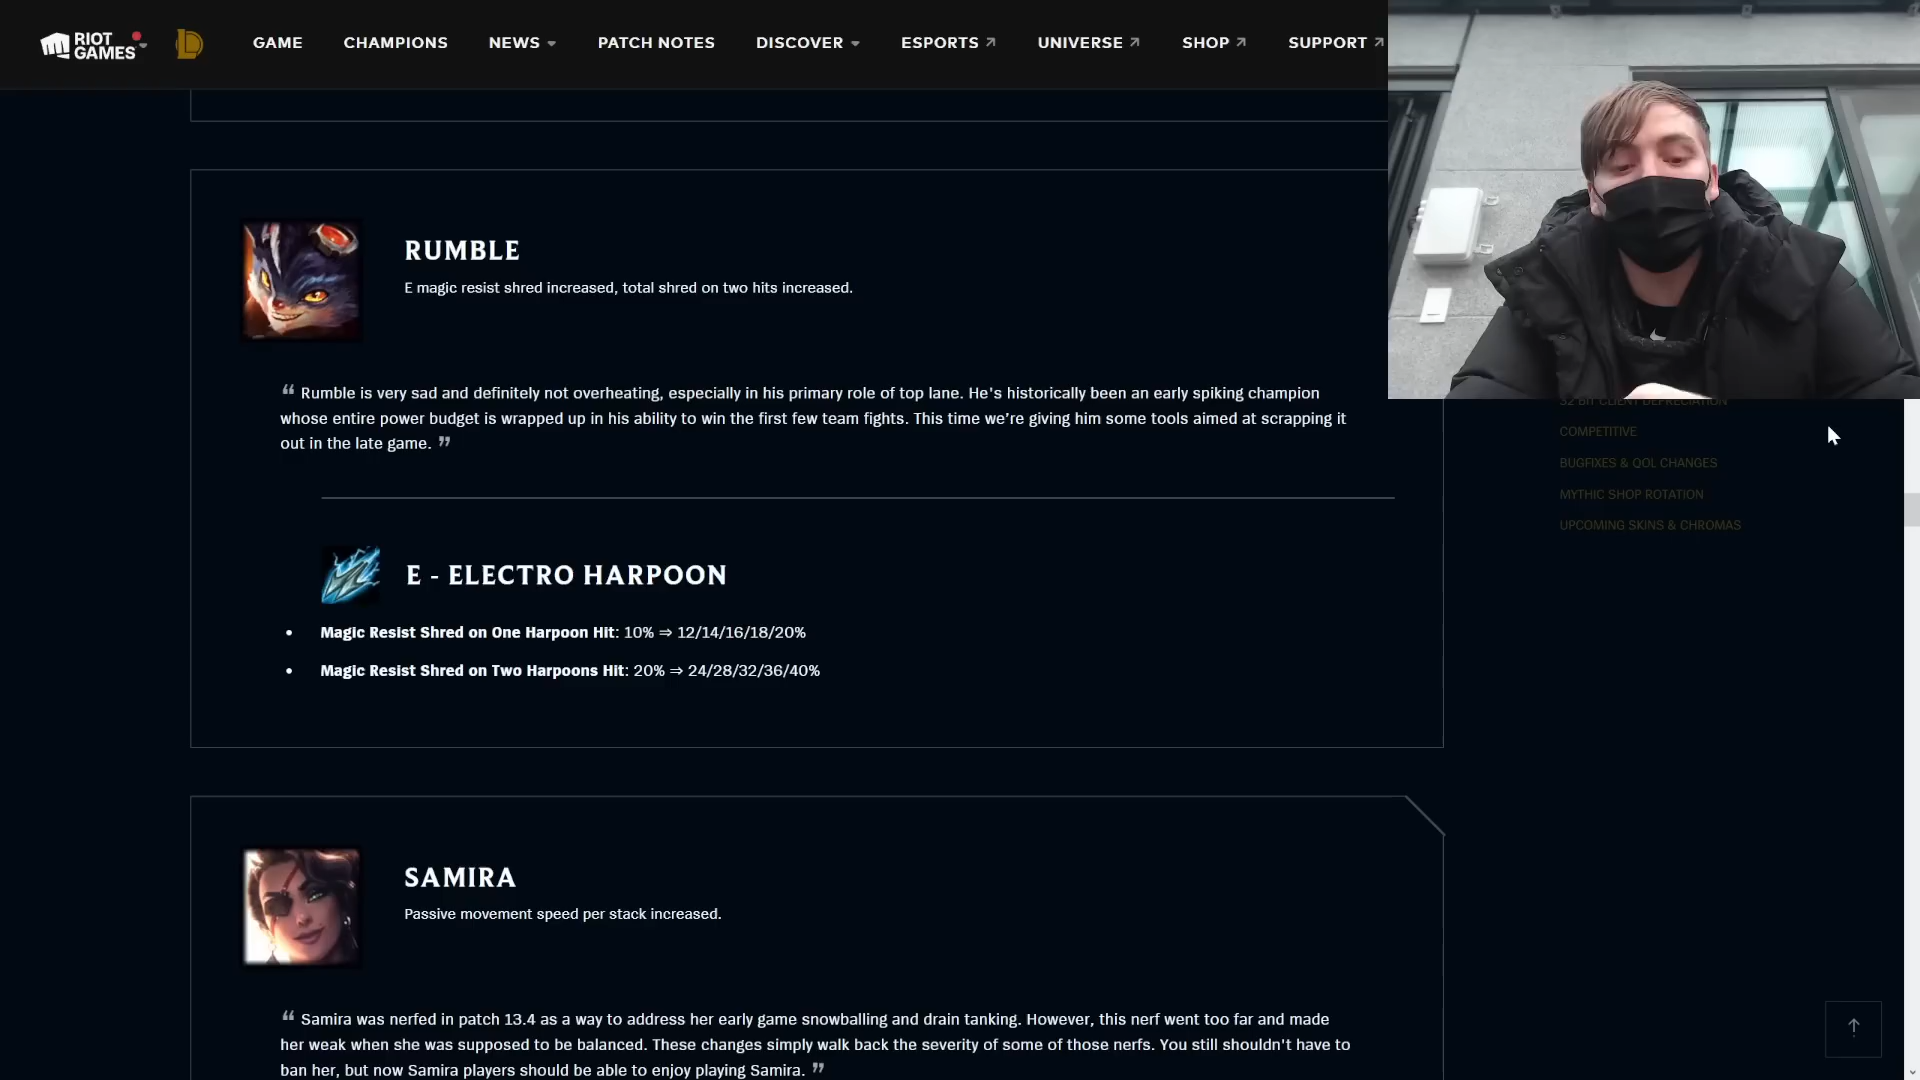 RIOT GAMES
GAME CHAMPIONS NEWS PATCH NOTES DISCOVER ESPORTS UNIVERSE SHOP SUPPORT
RUMBLE
E magic resist shred increased, total shred on two hits increased.
“ Rumble is very sad and definitely not overheating, especially in his primary role of top lane. He's historically been an early spiking champion
whose entire power budget is wrapped up in his ability to win the first few team fights. This time we’re giving him some tools aimed at scrapping it
out in the late game. ”
32 BIT CLIENT DEPRECIATION
COMPETITIVE
BUGFIXES & QOL CHANGES
MYTHIC SHOP ROTATION
UPCOMING SKINS & CHROMAS
E - ELECTRO HARPOON
• Magic Resist Shred on One Harpoon Hit: 10% ⇒ 12/14/16/18/20%
• Magic Resist Shred on Two Harpoons Hit: 20% ⇒ 24/28/32/36/40%
SAMIRA
Passive movement speed per stack increased.
“ Samira was nerfed in patch 13.4 as a way to address her early game snowballing and drain tanking. However, this nerf went too far and made
her weak when she was supposed to be balanced. These changes simply walk back the severity of some of those nerfs. You still shouldn't have to
ban her, but now Samira players should be able to enjoy playing Samira. ”